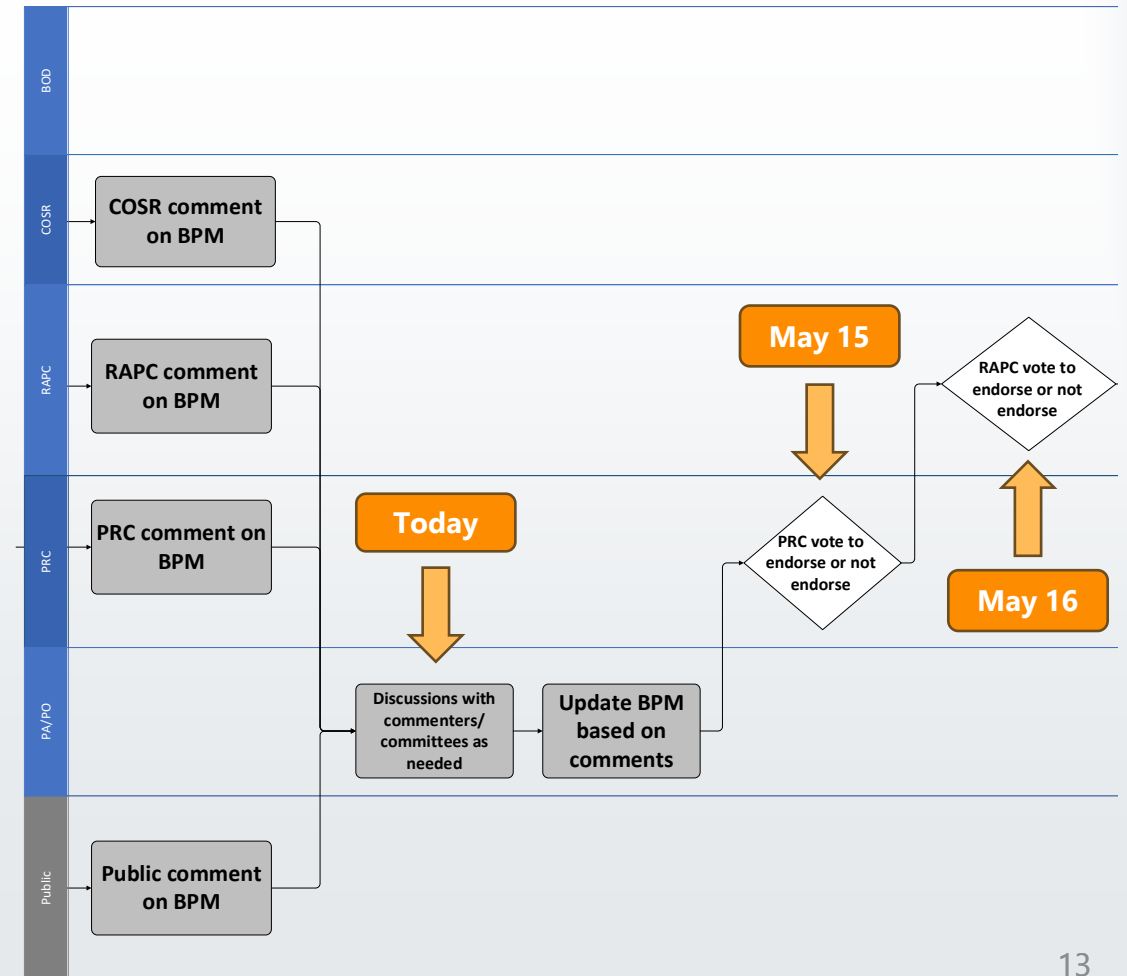 BOD
COSR
COSR comment
on BPM
RAPC
RAPC comment
on BPM
May 15
RAPC vote to
endorse or not
endorse
PRC
PRC comment on
BPM
Today
PRC vote to
endorse or not
endorse
May 16
PA/PO
Discussions with
commenters/
committees as
needed
Update BPM
based on
comments
Public
Public comment
on BPM
13